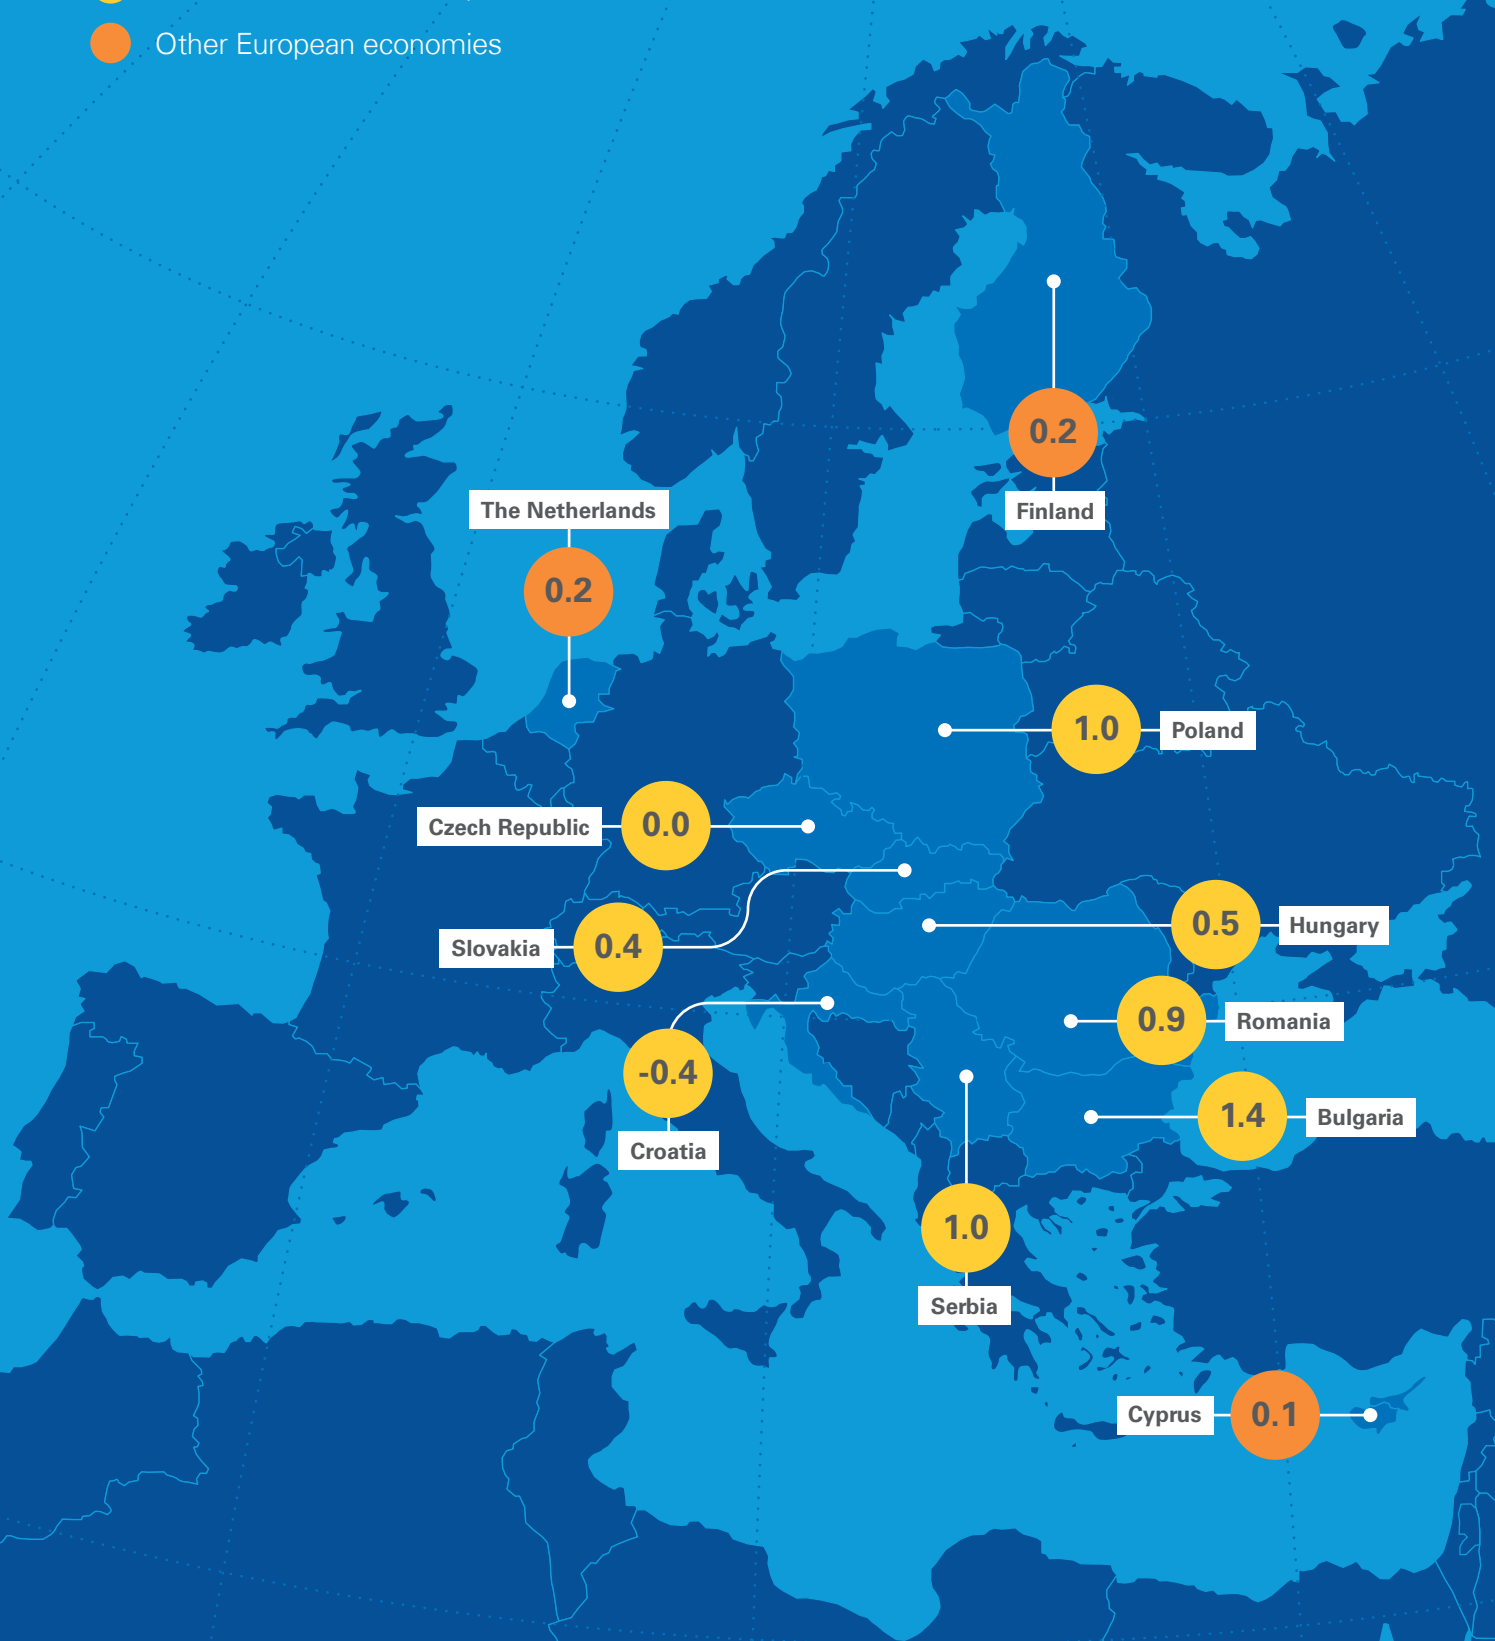 Other European economies
0.2
Finland
The Netherlands
0.2
1.0
Poland
Czech Republic
0.0
Slovakia
0.4
0.5
Hungary
0.9
Romania
-0.4
Croatia
1.4
Bulgaria
1.0
Serbia
Cyprus
0.1